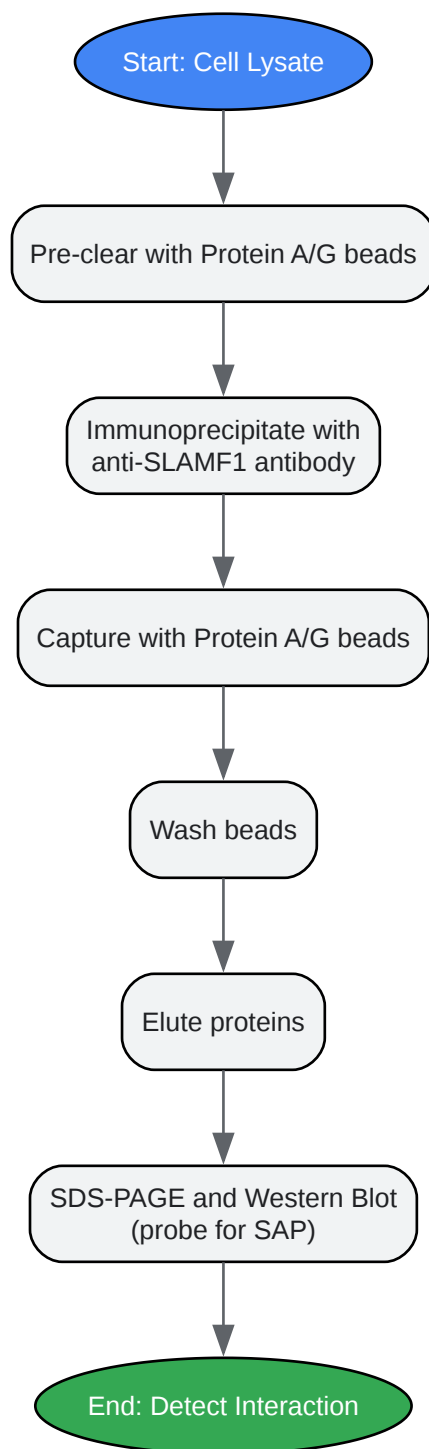 Start: Cell Lysate
Pre-clear with Protein A/G beads
Immunoprecipitate with
anti-SLAMF1 antibody
Capture with Protein A/G beads
Wash beads
Elute proteins
SDS-PAGE and Western Blot
(probe for SAP)
End: Detect Interaction